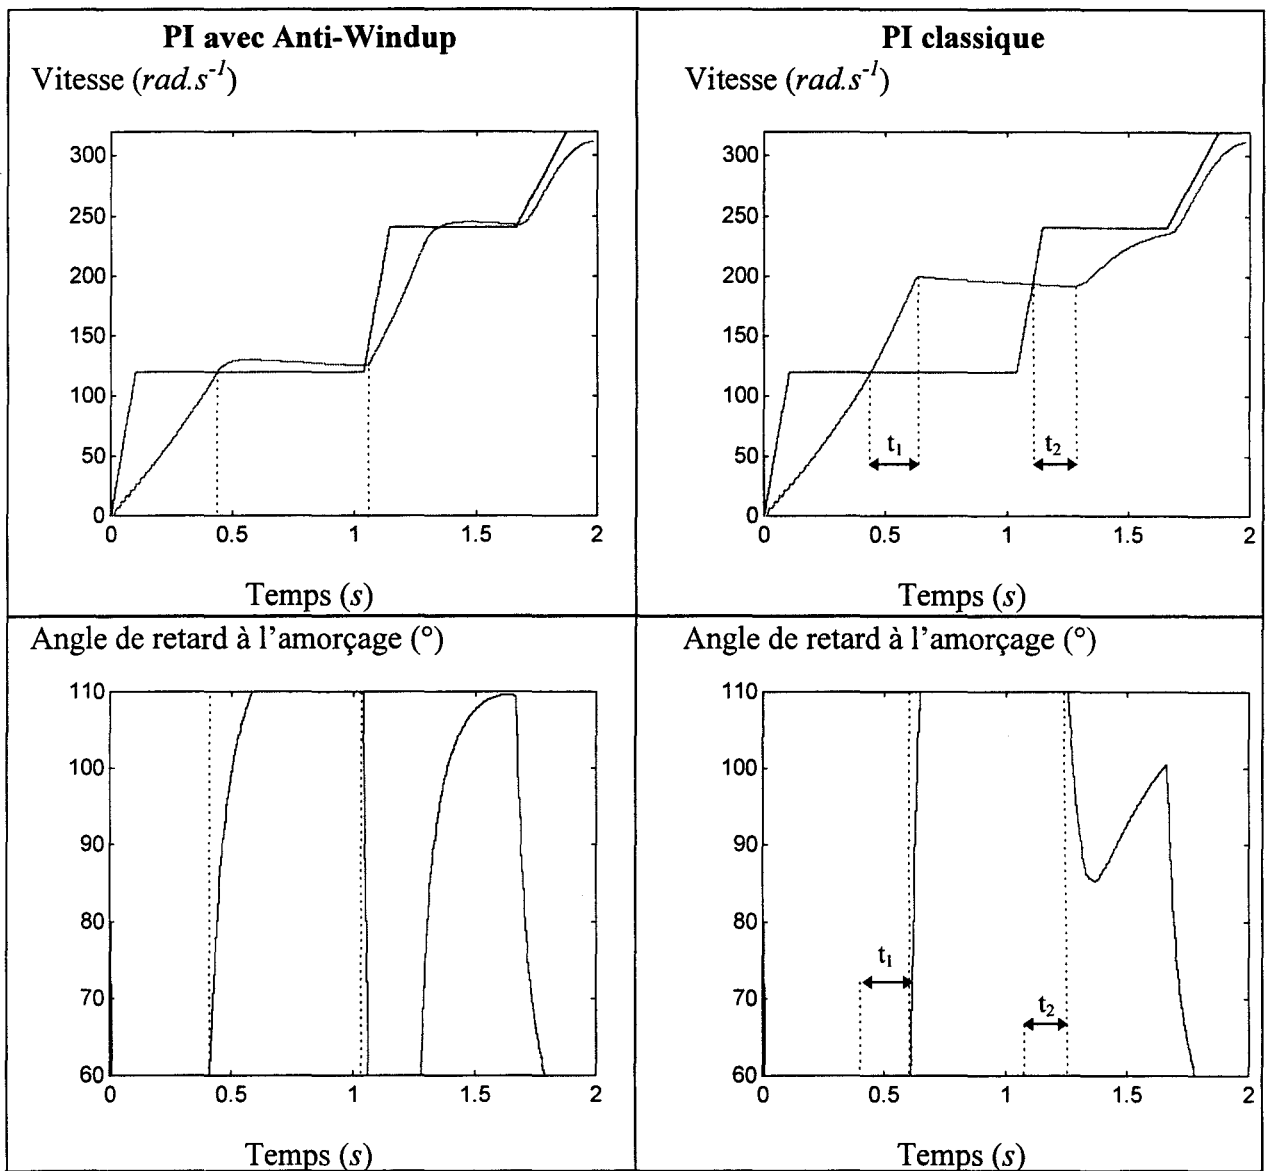 PI avec Anti-Windup
Vitesse (rad.s⁻¹)
300
250
200
150
100
50
0
0 0.5 1 1.5 2
Temps (s)
PI classique
Vitesse (rad.s⁻¹)
300
250
200
150
100
50
0
t₁ t₂
0 0.5 1 1.5 2
Temps (s)
Angle de retard à l'amorçage (°)
110
100
90
80
70
60
0 0.5 1 1.5 2
Temps (s)
Angle de retard à l'amorçage (°)
110
100
90
80
70
60
t₁
t₂
0 0.5 1 1.5 2
Temps (s)